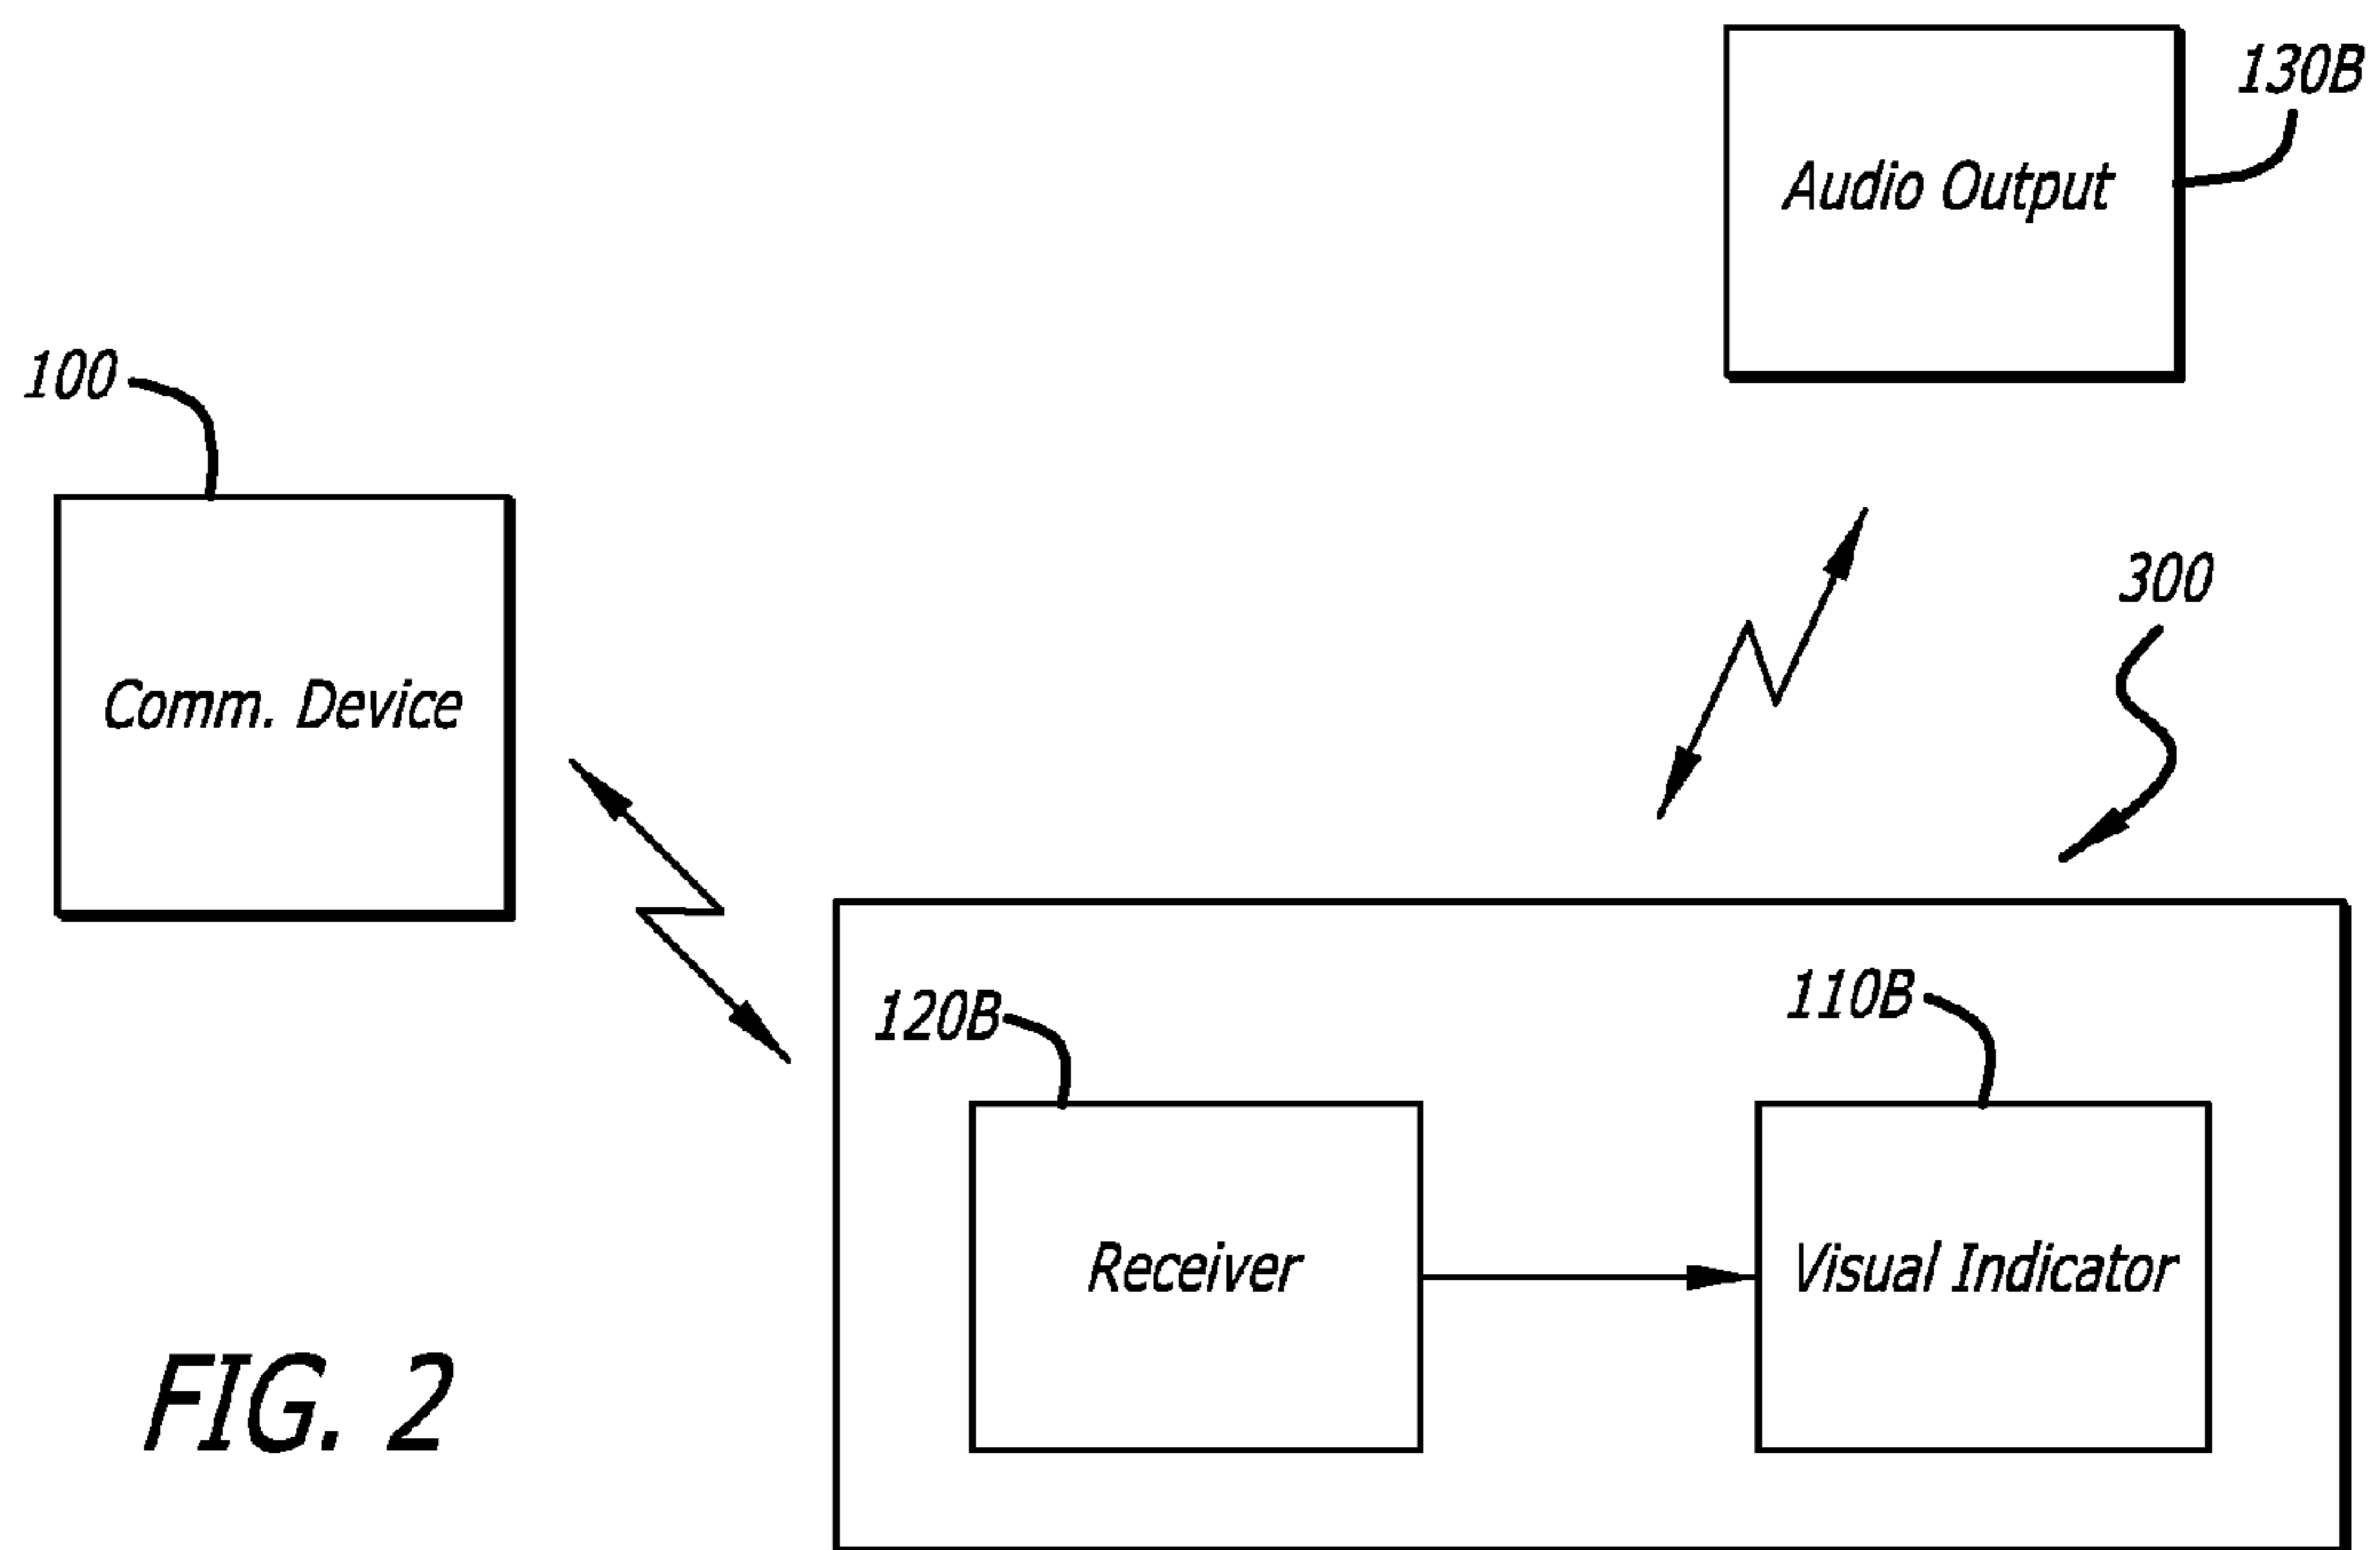 130B
Audio Output
100
Comm. Device
300
120B
110B
Receiver
Visual Indicator
FIG. 2